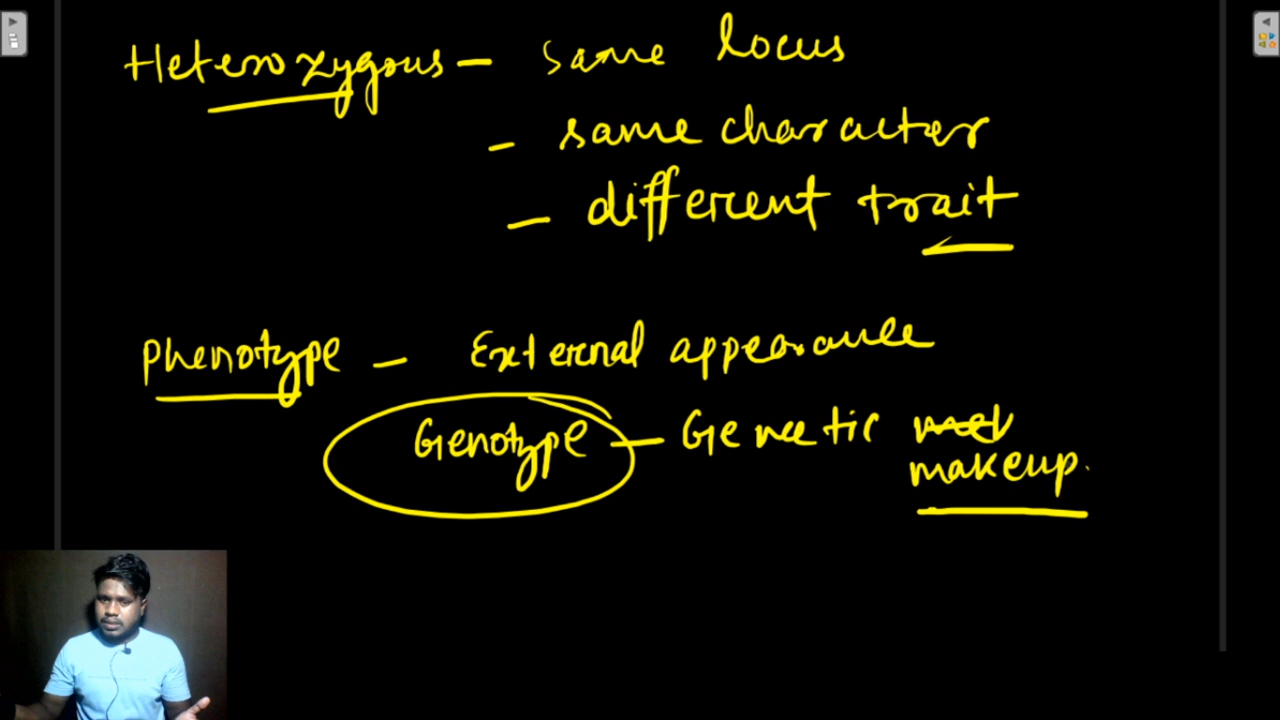 Heterozygous - same locus
- same character
- different trait
Phenotype - External appearance
Genotype - Genetic
makeup.